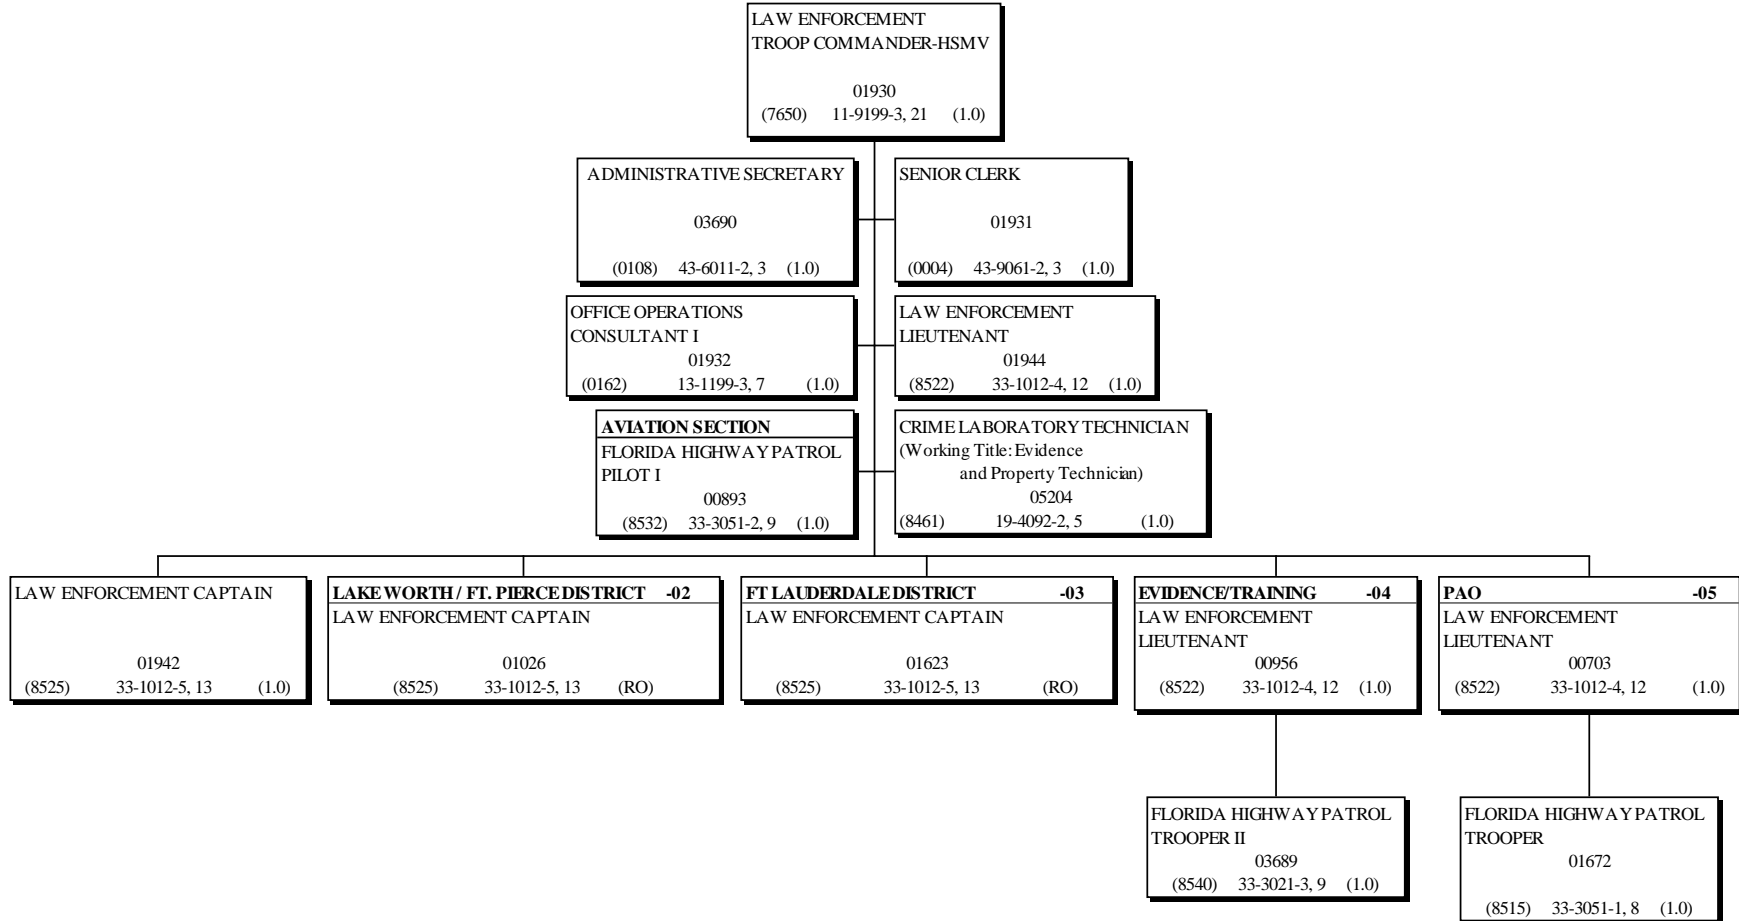 LAW ENFORCEMENT
TROOP COMMANDER-HSMV
01930
(7650) 11-9199-3, 21 (1.0)
ADMINISTRATIVE SECRETARY
03690
(0108) 43-6011-2, 3 (1.0)
SENIOR CLERK
01931
(0004) 43-9061-2, 3 (1.0)
OFFICE OPERATIONS
CONSULTANT I
01932
(0162) 13-1199-3, 7 (1.0)
LAW ENFORCEMENT
LIEUTENANT
01944
(8522) 33-1012-4, 12 (1.0)
AVIATION SECTION
FLORIDA HIGHWAY PATROL
PILOT I
00893
(8532) 33-3051-2, 9 (1.0)
CRIME LABORATORY TECHNICIAN
(Working Title: Evidence
and Property Technician)
05204
(8461) 19-4092-2, 5 (1.0)
LAW ENFORCEMENT CAPTAIN
01942
(8525) 33-1012-5, 13 (1.0)
LAKE WORTH / FT. PIERCE DISTRICT -02
LAW ENFORCEMENT CAPTAIN
01026
(8525) 33-1012-5, 13 (RO)
FT LAUDERDALE DISTRICT -03
LAW ENFORCEMENT CAPTAIN
01623
(8525) 33-1012-5, 13 (RO)
EVIDENCE/TRAINING -04
LAW ENFORCEMENT
LIEUTENANT
00956
(8522) 33-1012-4, 12 (1.0)
PAO -05
LAW ENFORCEMENT
LIEUTENANT
00703
(8522) 33-1012-4, 12 (1.0)
FLORIDA HIGHWAY PATROL
TROOPER II
03689
(8540) 33-3021-3, 9 (1.0)
FLORIDA HIGHWAY PATROL
TROOPER
01672
(8515) 33-3051-1, 8 (1.0)